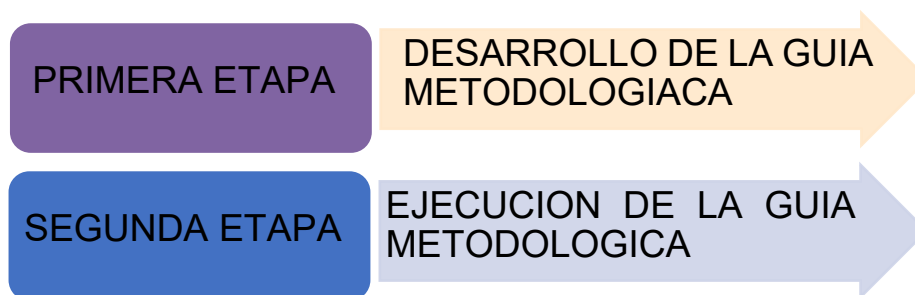 PRIMERA ETAPA
DESARROLLO DE LA GUIA
METODOLOGIACA
SEGUNDA ETAPA
EJECUCION DE LA GUIA
METODOLOGICA